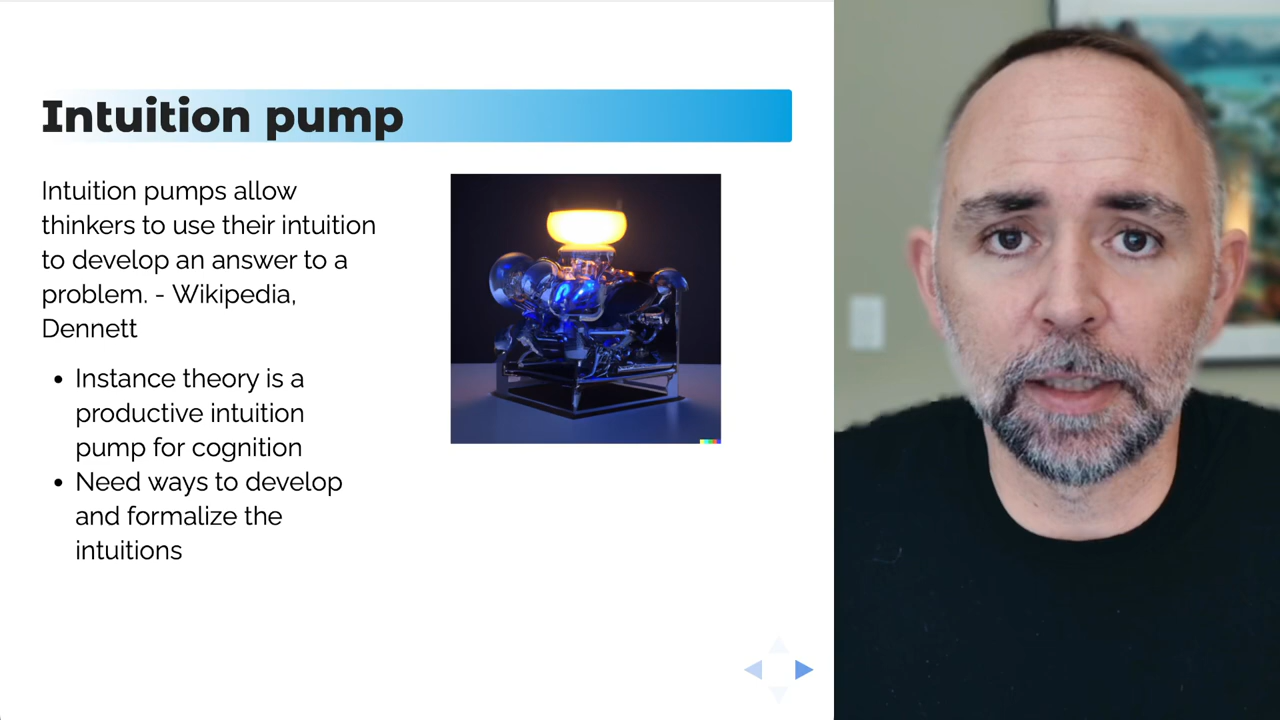 Intuition pump
Intuition pumps allow
thinkers to use their intuition
to develop an answer to a
problem. - Wikipedia,
Dennett
• Instance theory is a
productive intuition
pump for cognition
• Need ways to develop
and formalize the
intuitions